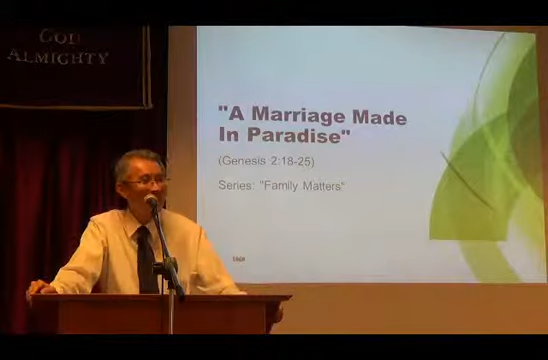 GOD
ALMIGHTY
"A Marriage Made
In Paradise"
(Genesis 2:18-25)
Series: "Family Matters"